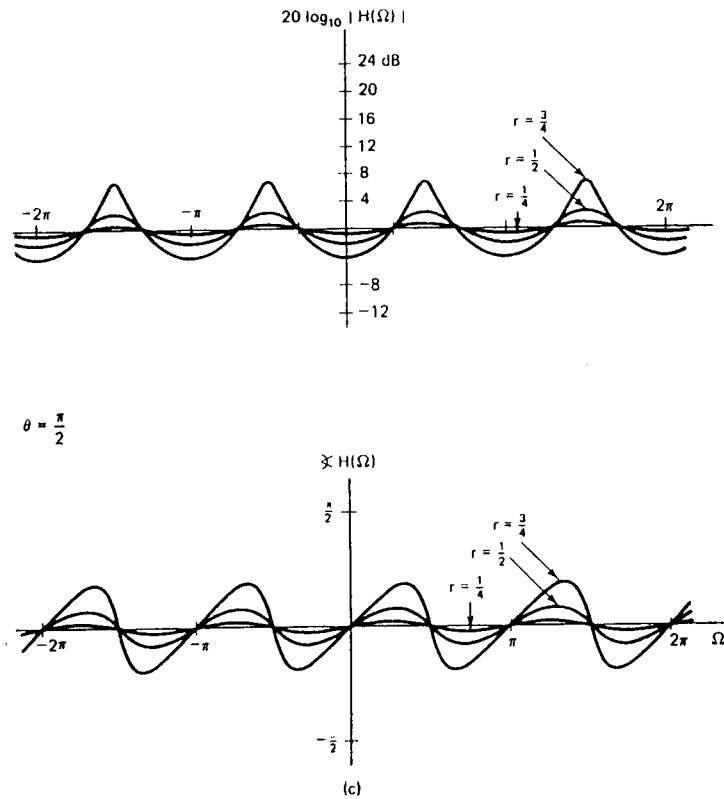 20 log₁₀ | H(Ω) |
24 dB
20
16
12
8
4
-8
-12
r = 3/4
r = 1/2
r = 1/4
-2π
-π
2π
θ = π/2
∢ H(Ω)
π/2
r = 3/4
r = 1/2
r = 1/4
-2π
-π
π
2π
Ω
-π/2
(c)